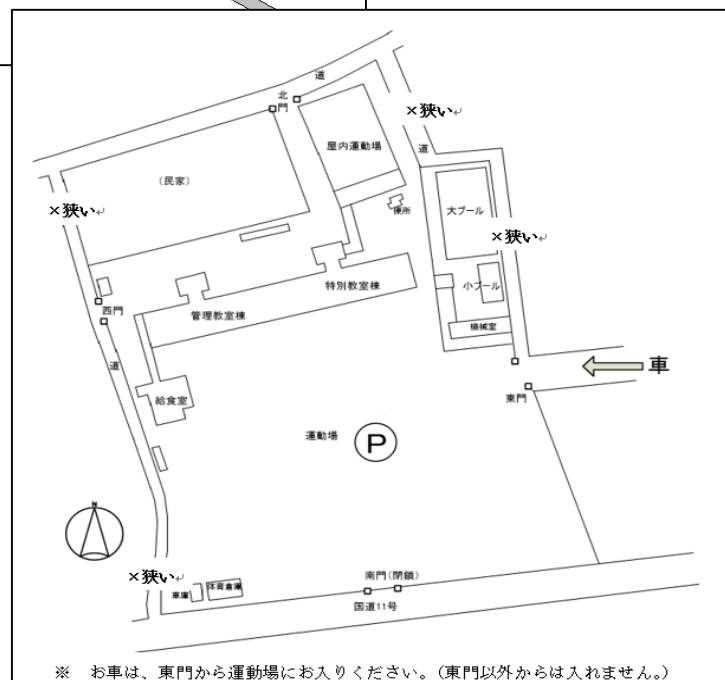 道
北
門
×狭い↵
屋内運動場
道
(民家)
×狭い↵
便所
大プール
×狭い↵
特別教室棟
小プール
西門
管理教室棟
機械室
道
車
給食室
東門
運動場
P
N
×狭い↵
車庫
体育倉庫
南門(閉鎖)
国道11号
※ お車は、東門から運動場にお入りください。(東門以外からは入れません。)